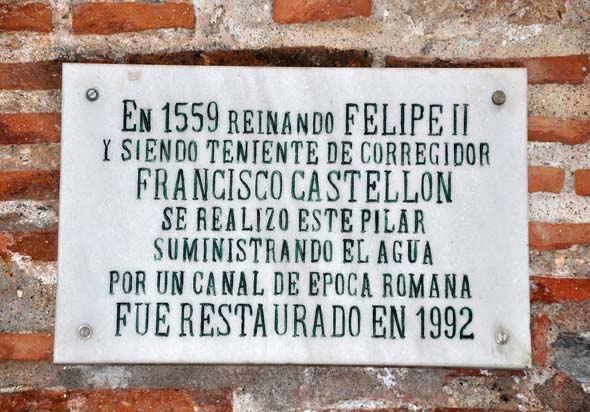 EN 1559 REINANDO FELIPE II
Y SIENDO TENIENTE DE CORREGIDOR
FRANCISCO CASTELLON
SE REALIZO ESTE PILAR
SUMINISTRANDO EL AGUA
POR UN CANAL DE EPOCA ROMANA
FUE RESTAURADO EN 1992